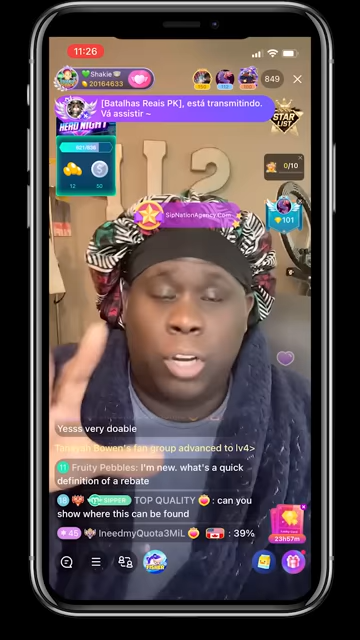 11:26
Shakie
20164633
849
[Batalhas Reais PK], está transmitindo.
Vá assistir ~
HERO NIGHT
STAR
LIST
12
50
0/10
SipNationAgency.Com
101
112
Yesss very doable
Bowen's fan group advanced to lv4>
11 Fruity Pebbles: I'm new. what's a quick
definition of a rebate
SIPPER TOP QUALITY : can you
show where this can be found
45 IneedmyQuota3MiL : 39%
23h57m